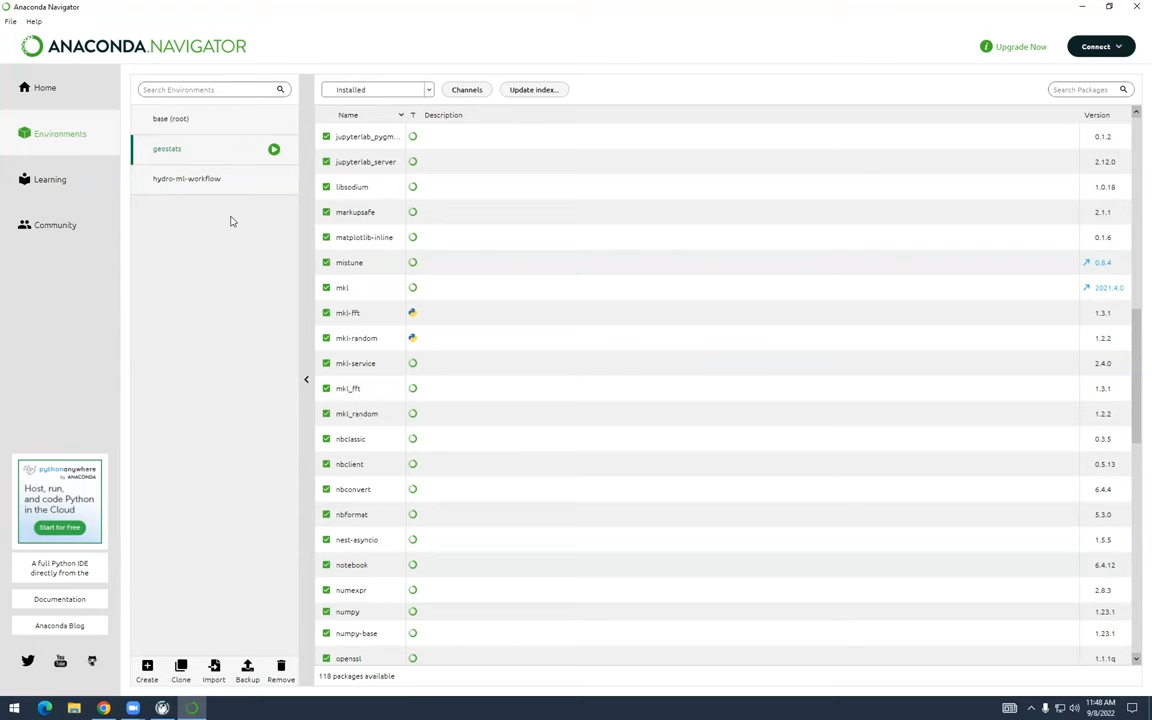 Anaconda Navigator
File Help
ANACONDA.NAVIGATOR
Upgrade Now
Connect
Home
Environments
Learning
Community
pythonanywhere
by ANACONDA
Host, run,
and code Python
in the Cloud
Start for Free
A full Python IDE
directly from the
Documentation
Anaconda Blog
Search Environments
base (root)
geostats
hydro-ml-workflow
Create Clone Import Backup Remove
Installed
Channels
Update index...
Search Packages
Name T Description Version
jupyterlab_pygm... 0.1.2
jupyterlab_server 2.12.0
libsodium 1.0.18
markupsafe 2.1.1
matplotlib-inline 0.1.6
mistune 0.8.4
mkl 2021.4.0
mkl-fft 1.3.1
mkl-random 1.2.2
mkl-service 2.4.0
mkl_fft 1.3.1
mkl_random 1.2.2
nbclassic 0.3.5
nbclient 0.5.13
nbconvert 6.4.4
nbformat 5.3.0
nest-asyncio 1.5.5
notebook 6.4.12
numexpr 2.8.3
numpy 1.23.1
numpy-base 1.23.1
openssl 1.1.1q
118 packages available
11:48 AM
9/8/2022